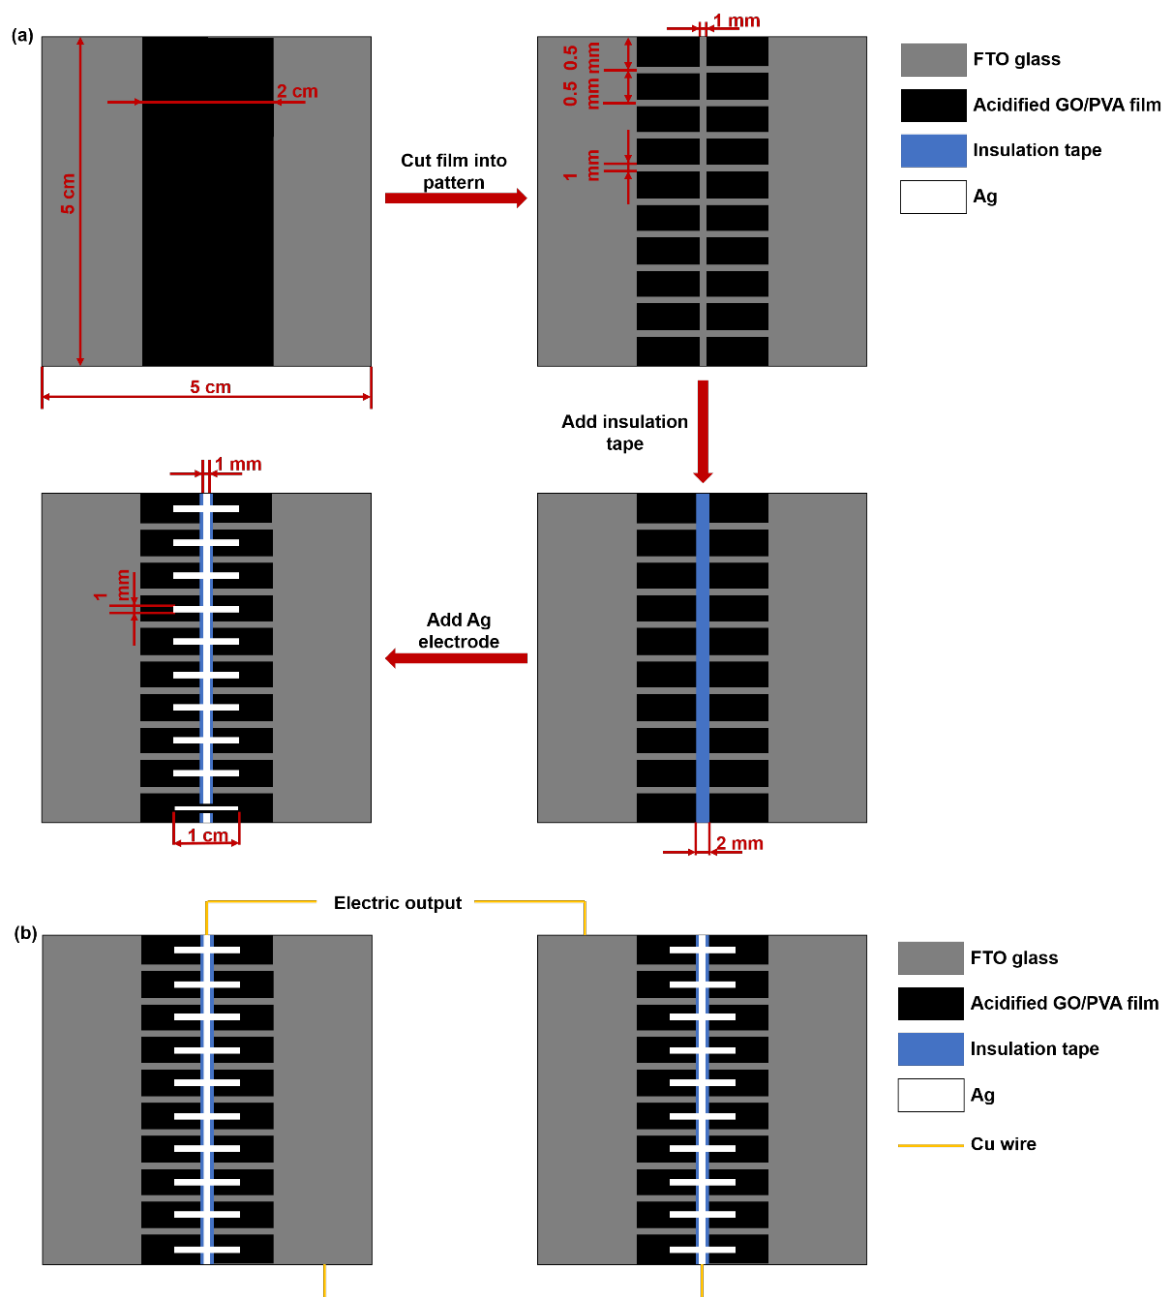 (a)
1 mm
2 cm
5 cm
5 cm
Cut film into
pattern
0.5
mm
0.5
mm
1
mm
FTO glass
Acidified GO/PVA film
Insulation tape
Ag
Add insulation
tape
1 mm
1
mm
1 cm
Add Ag
electrode
2 mm
(b)
Electric output
FTO glass
Acidified GO/PVA film
Insulation tape
Ag
Cu wire